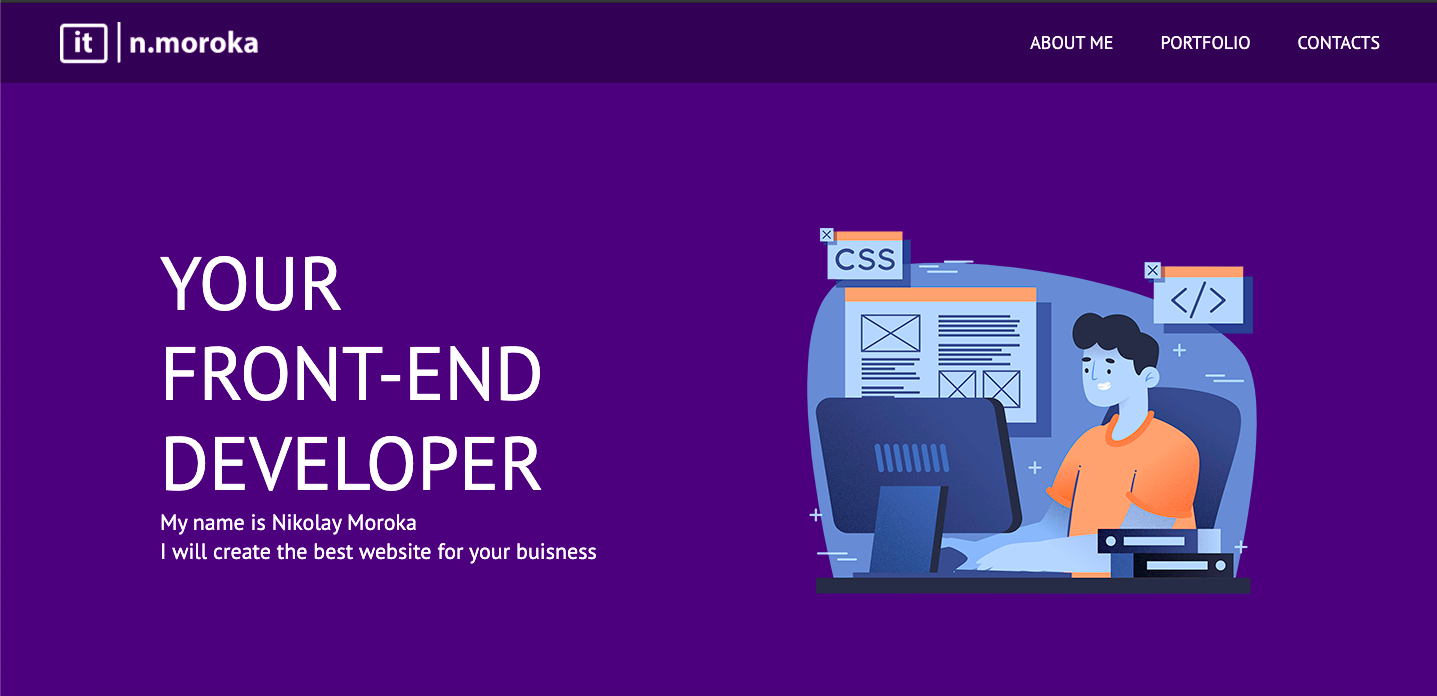 it n.moroka
ABOUT ME PORTFOLIO CONTACTS
YOUR
FRONT-END
DEVELOPER
My name is Nikolay Moroka
I will create the best website for your buisness
CSS
</>